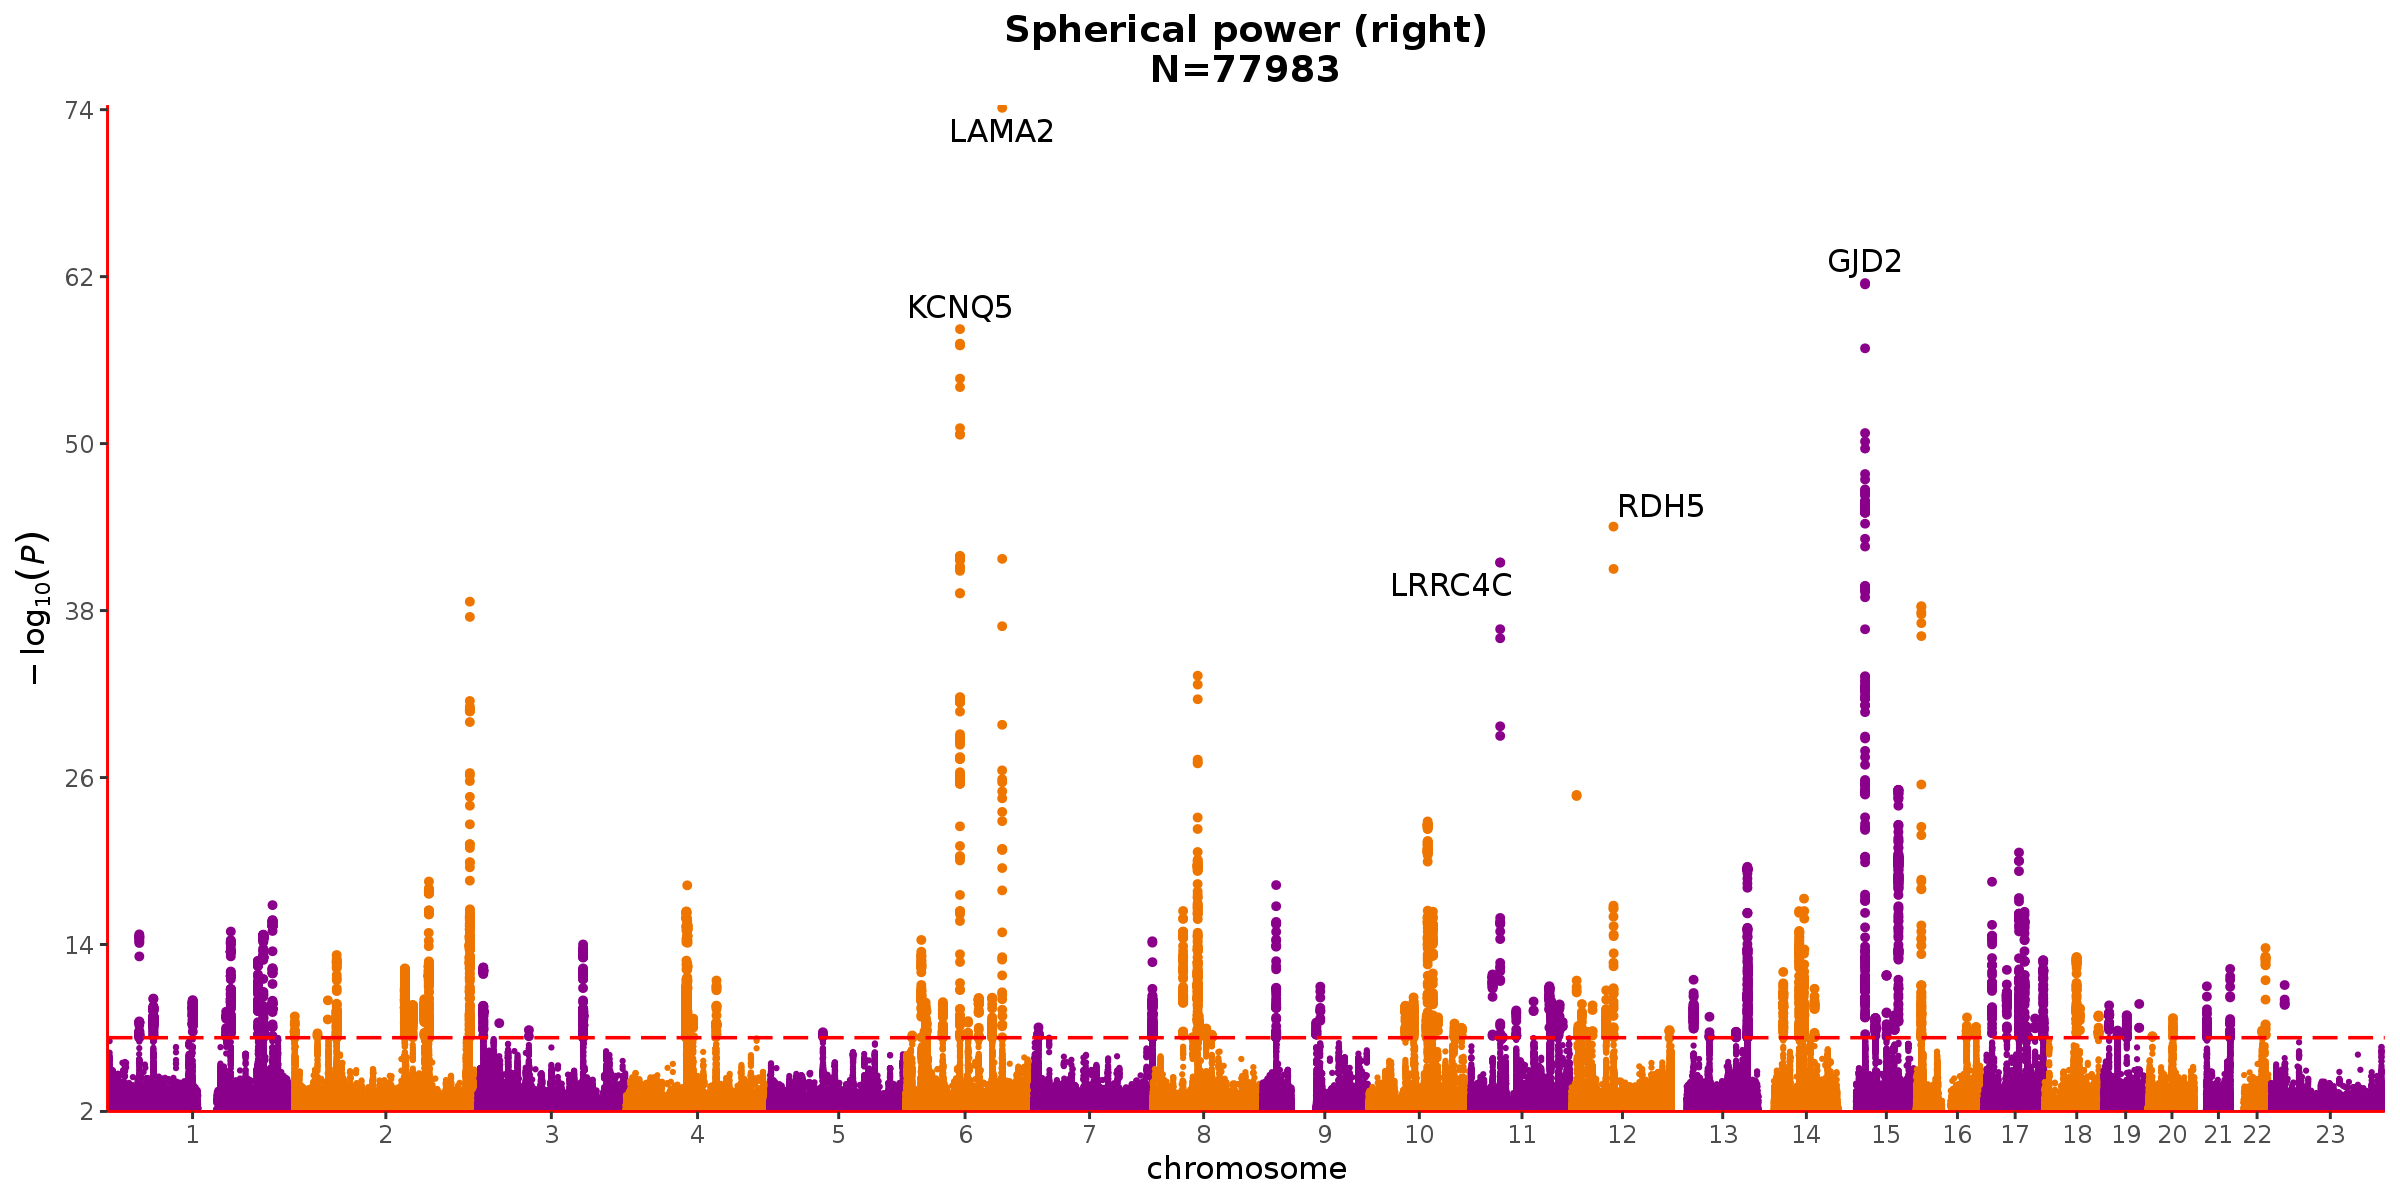 Spherical power (right)
N=77983
74
LAMA2
62
GJD2
KCNQ5
50
RDH5
LRRC4C
38
26
14
2
−log10(P)
1 2 3 4 5 6 7 8 9 10 11 12 13 14 15 16 17 18 19 20 21 22 23
chromosome